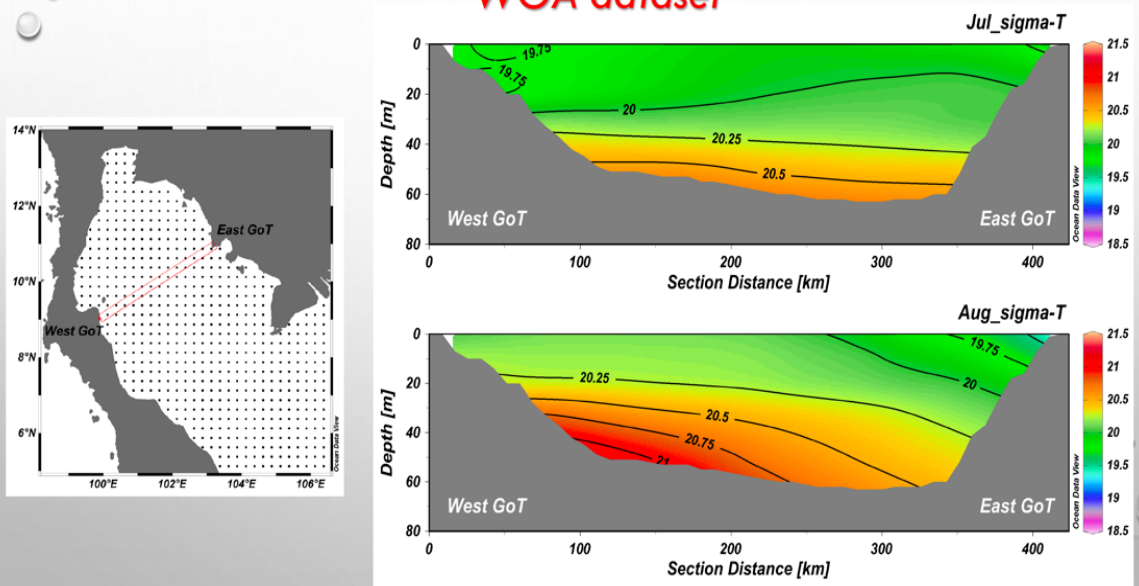 WOA dataset
14°N
12°N
10°N
8°N
6°N
100°E 102°E 104°E 106°E
East GoT
West GoT
Ocean Data View
Jul_sigma-T
0
20
40
60
80
Depth [m]
19.75
19.75
20
20.25
20.5
West GoT
East GoT
0 100 200 300 400
Section Distance [km]
Ocean Data View
21.5
21
20.5
20
19.5
19
18.5
Aug_sigma-T
0
20
40
60
80
Depth [m]
19.75
20
20.25
20.5
20.75
21
West GoT
East GoT
0 100 200 300 400
Section Distance [km]
Ocean Data View
21.5
21
20.5
20
19.5
19
18.5